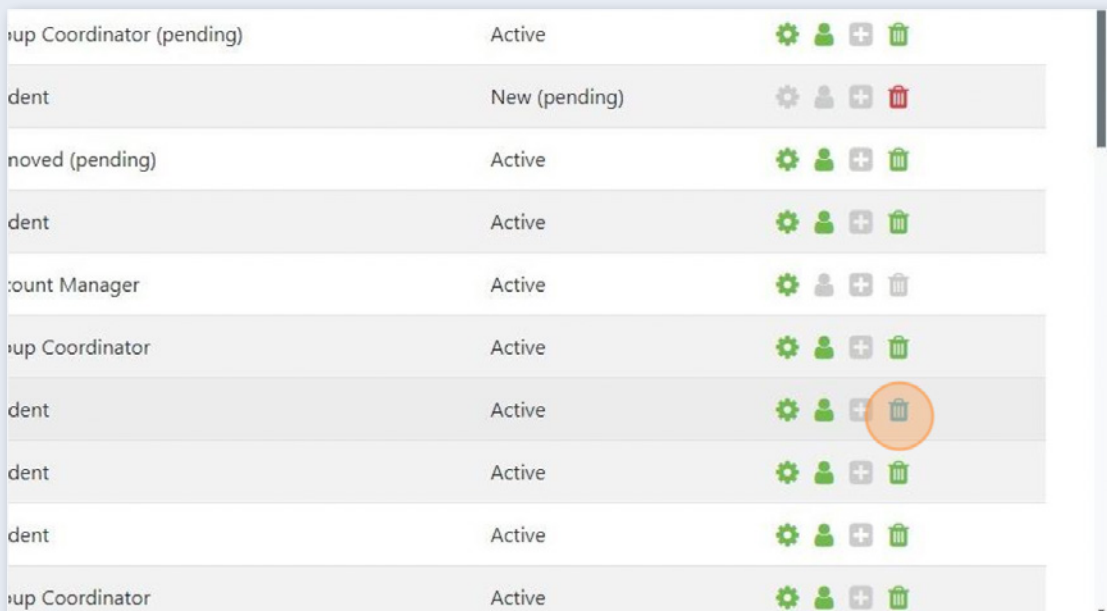 up Coordinator (pending) Active
dent New (pending)
moved (pending) Active
dent Active
count Manager Active
up Coordinator Active
dent Active
dent Active
dent Active
up Coordinator Active